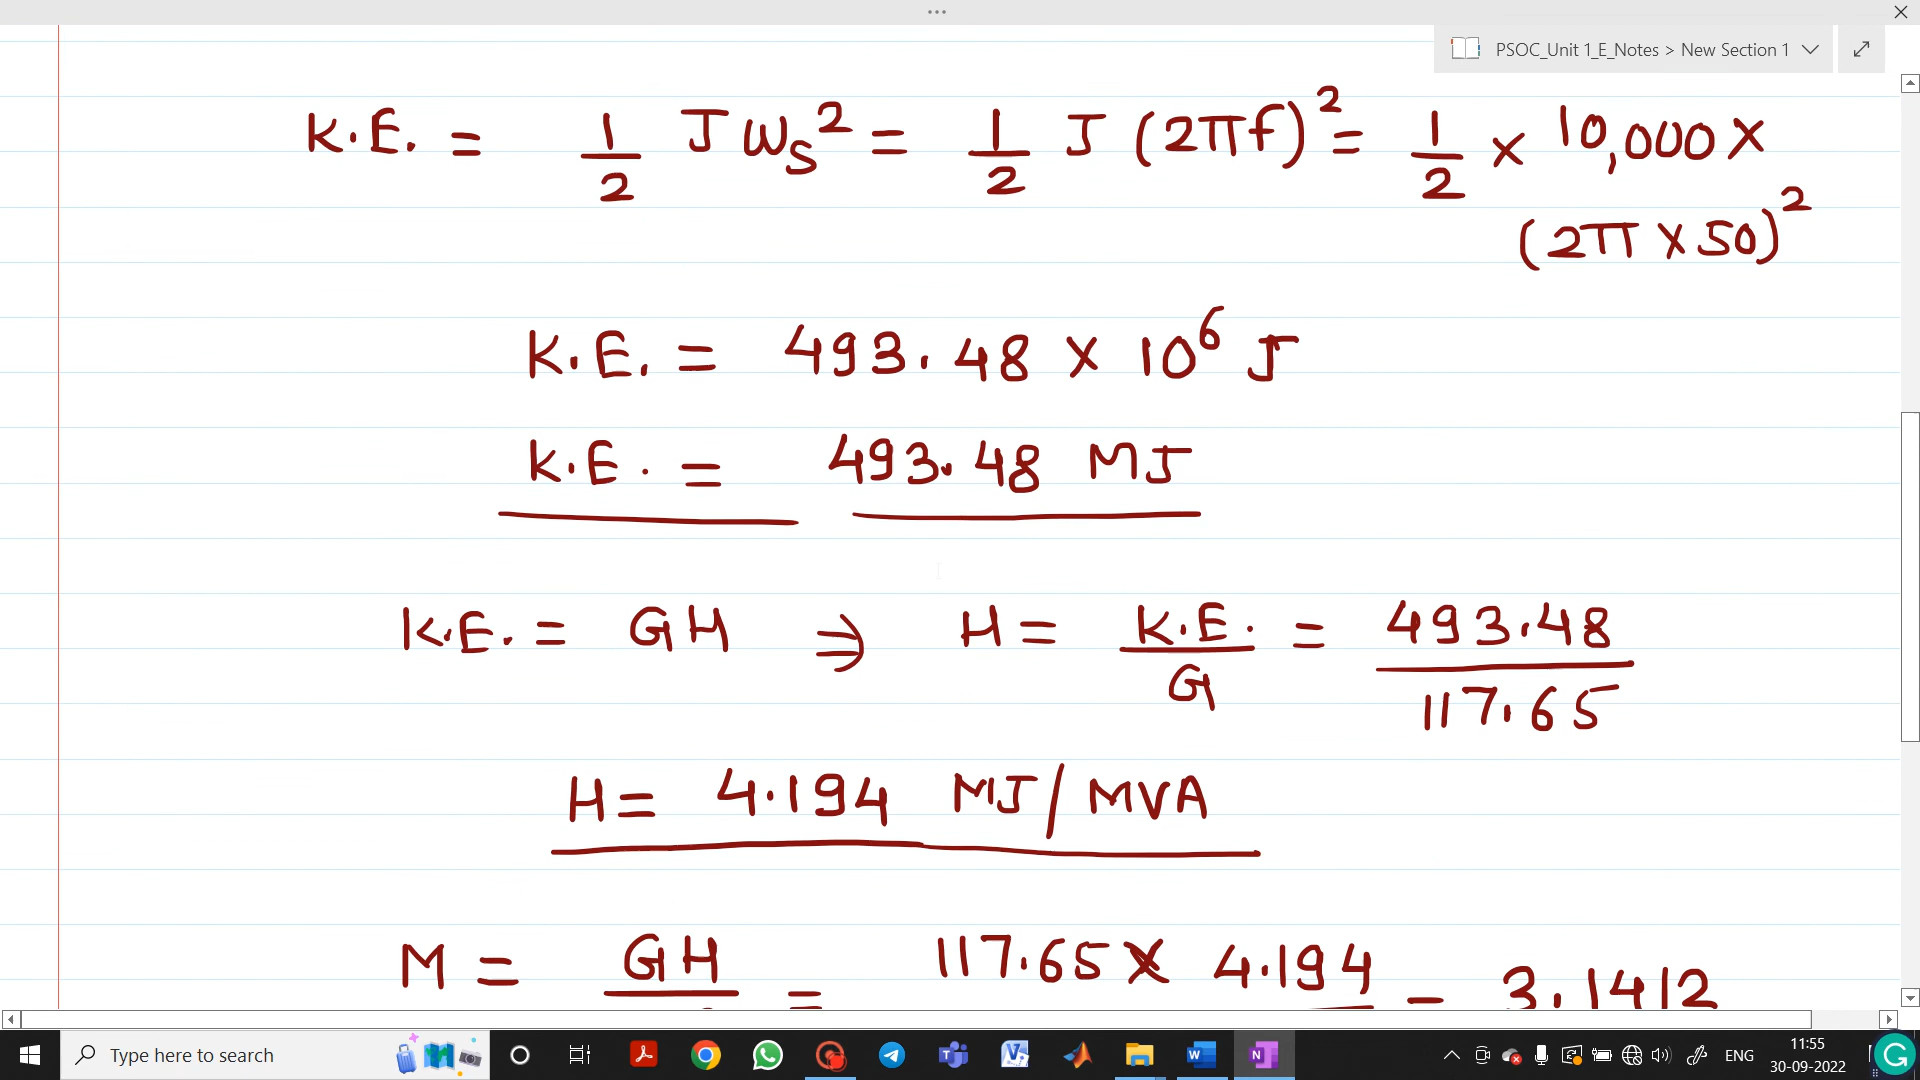 PSOC_Unit 1_E_Notes > New Section 1
K.E. = 1/2 J ωs² = 1/2 J (2πf)² = 1/2 × 10,000 ×
(2π × 50)²
K.E. = 493.48 × 10⁶ J
K.E. = 493.48 MJ
K.E. = GH ⇒ H = K.E./G = 493.48/117.65
H = 4.194 MJ/MVA
M = GH = 117.65 × 4.194 = 3.1412
Type here to search
ENG
11:55
30-09-2022